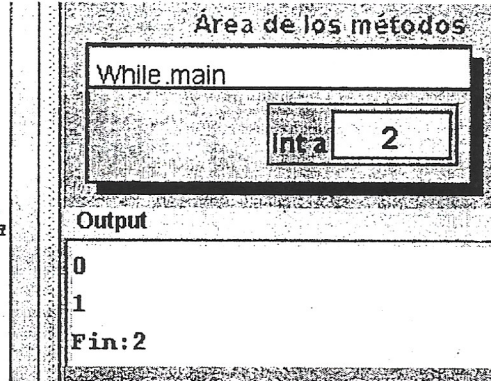 Área de los métodos
While.main
int a 2
Output
0
1
Fin:2